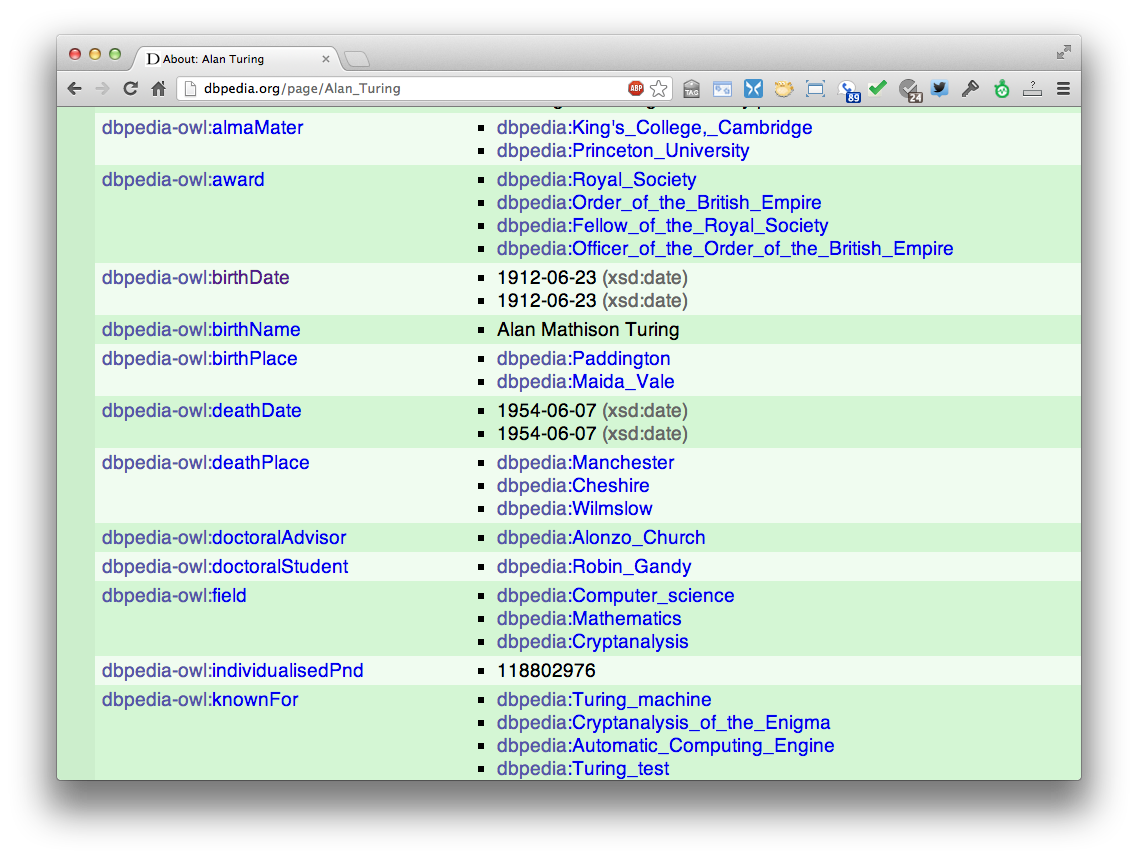 About: Alan Turing
dbpedia.org/page/Alan_Turing
ABP
TAG
89
24
?
dbpedia-owl:almaMater
dbpedia:King's_College,_Cambridge
dbpedia:Princeton_University
dbpedia-owl:award
dbpedia:Royal_Society
dbpedia:Order_of_the_British_Empire
dbpedia:Fellow_of_the_Royal_Society
dbpedia:Officer_of_the_Order_of_the_British_Empire
dbpedia-owl:birthDate
1912-06-23 (xsd:date)
1912-06-23 (xsd:date)
dbpedia-owl:birthName
Alan Mathison Turing
dbpedia-owl:birthPlace
dbpedia:Paddington
dbpedia:Maida_Vale
dbpedia-owl:deathDate
1954-06-07 (xsd:date)
1954-06-07 (xsd:date)
dbpedia-owl:deathPlace
dbpedia:Manchester
dbpedia:Cheshire
dbpedia:Wilmslow
dbpedia-owl:doctoralAdvisor
dbpedia:Alonzo_Church
dbpedia-owl:doctoralStudent
dbpedia:Robin_Gandy
dbpedia-owl:field
dbpedia:Computer_science
dbpedia:Mathematics
dbpedia:Cryptanalysis
dbpedia-owl:individualisedPnd
118802976
dbpedia-owl:knownFor
dbpedia:Turing_machine
dbpedia:Cryptanalysis_of_the_Enigma
dbpedia:Automatic_Computing_Engine
dbpedia:Turing_test